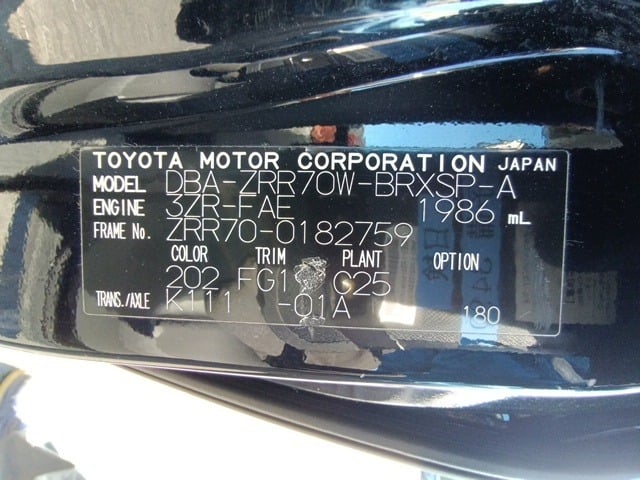 TOYOTA MOTOR CORPORATION JAPAN
MODEL DBA-ZRR70W-BRXSP-A
ENGINE 3ZR-FAE 1986 mL
FRAME No. ZRR70-0182759
COLOR TRIM PLANT OPTION
202 FG1 C25
TRANS./AXLE K111 -01A
180